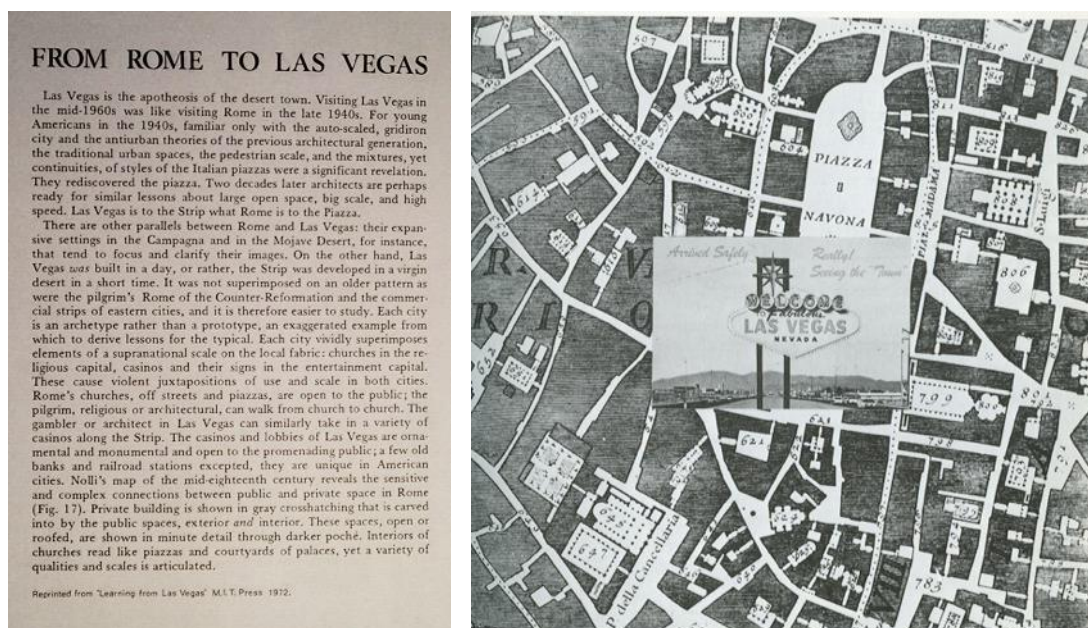 FROM ROME TO LAS VEGAS
Las Vegas is the apotheosis of the desert town. Visiting Las Vegas in
the mid-1960s was like visiting Rome in the late 1940s. For young
Americans in the 1940s, familiar only with the auto-scaled, gridiron
city and the antiurban theories of the previous architectural generation,
the traditional urban spaces, the pedestrian scale, and the mixtures, yet
continuities, of styles of the Italian piazzas were a significant revelation.
They rediscovered the piazza. Two decades later architects are perhaps
ready for similar lessons about large open space, big scale, and high
speed. Las Vegas is to the Strip what Rome is to the Piazza.
There are other parallels between Rome and Las Vegas: their expan-
sive settings in the Campagna and in the Mojave Desert, for instance,
that tend to focus and clarify their images. On the other hand, Las
Vegas was built in a day, or rather, the Strip was developed in a virgin
desert in a short time. It was not superimposed on an older pattern as
were the pilgrim's Rome of the Counter-Reformation and the commer-
cial strips of eastern cities, and it is therefore easier to study. Each city
is an archetype rather than a prototype, an exaggerated example from
which to derive lessons for the typical. Each city vividly superimposes
elements of a supranational scale on the local fabric: churches in the re-
ligious capital, casinos and their signs in the entertainment capital.
These cause violent juxtapositions of use and scale in both cities.
Rome's churches, off streets and piazzas, are open to the public; the
pilgrim, religious or architectural, can walk from church to church. The
gambler or architect in Las Vegas can similarly take in a variety of
casinos along the Strip. The casinos and lobbies of Las Vegas are orna-
mental and monumental and open to the promenading public; a few old
banks and railroad stations excepted, they are unique in American
cities. Nolli's map of the mid-eighteenth century reveals the sensitive
and complex connections between public and private space in Rome
(Fig. 17). Private building is shown in gray crosshatching that is carved
into by the public spaces, exterior and interior. These spaces, open or
roofed, are shown in minute detail through darker poché. Interiors of
churches read like piazzas and courtyards of palaces, yet a variety of
qualities and scales is articulated.
Reprinted from "Learning from Las Vegas" M.I.T. Press 1972.
607
604
PIAZZA
NAVONA
MADAMA
S. Luigi
806
Arrived Safely
Really!
Seeing the "Town"
WELCOME
TO Fabulous
LAS VEGAS
NEVADA
799
798
621
647
P. della Cancellaria
VIII
783